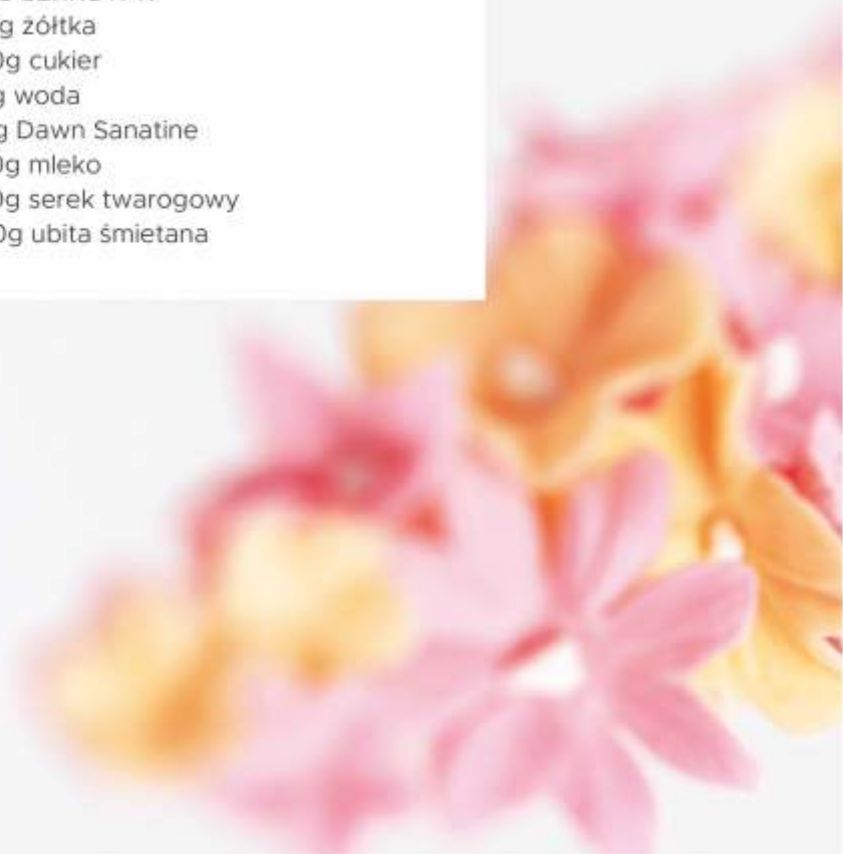 g żółtka
0g cukier
g woda
g Dawn Sanatine
0g mleko
0g serek twarogowy
0g ubita śmietana